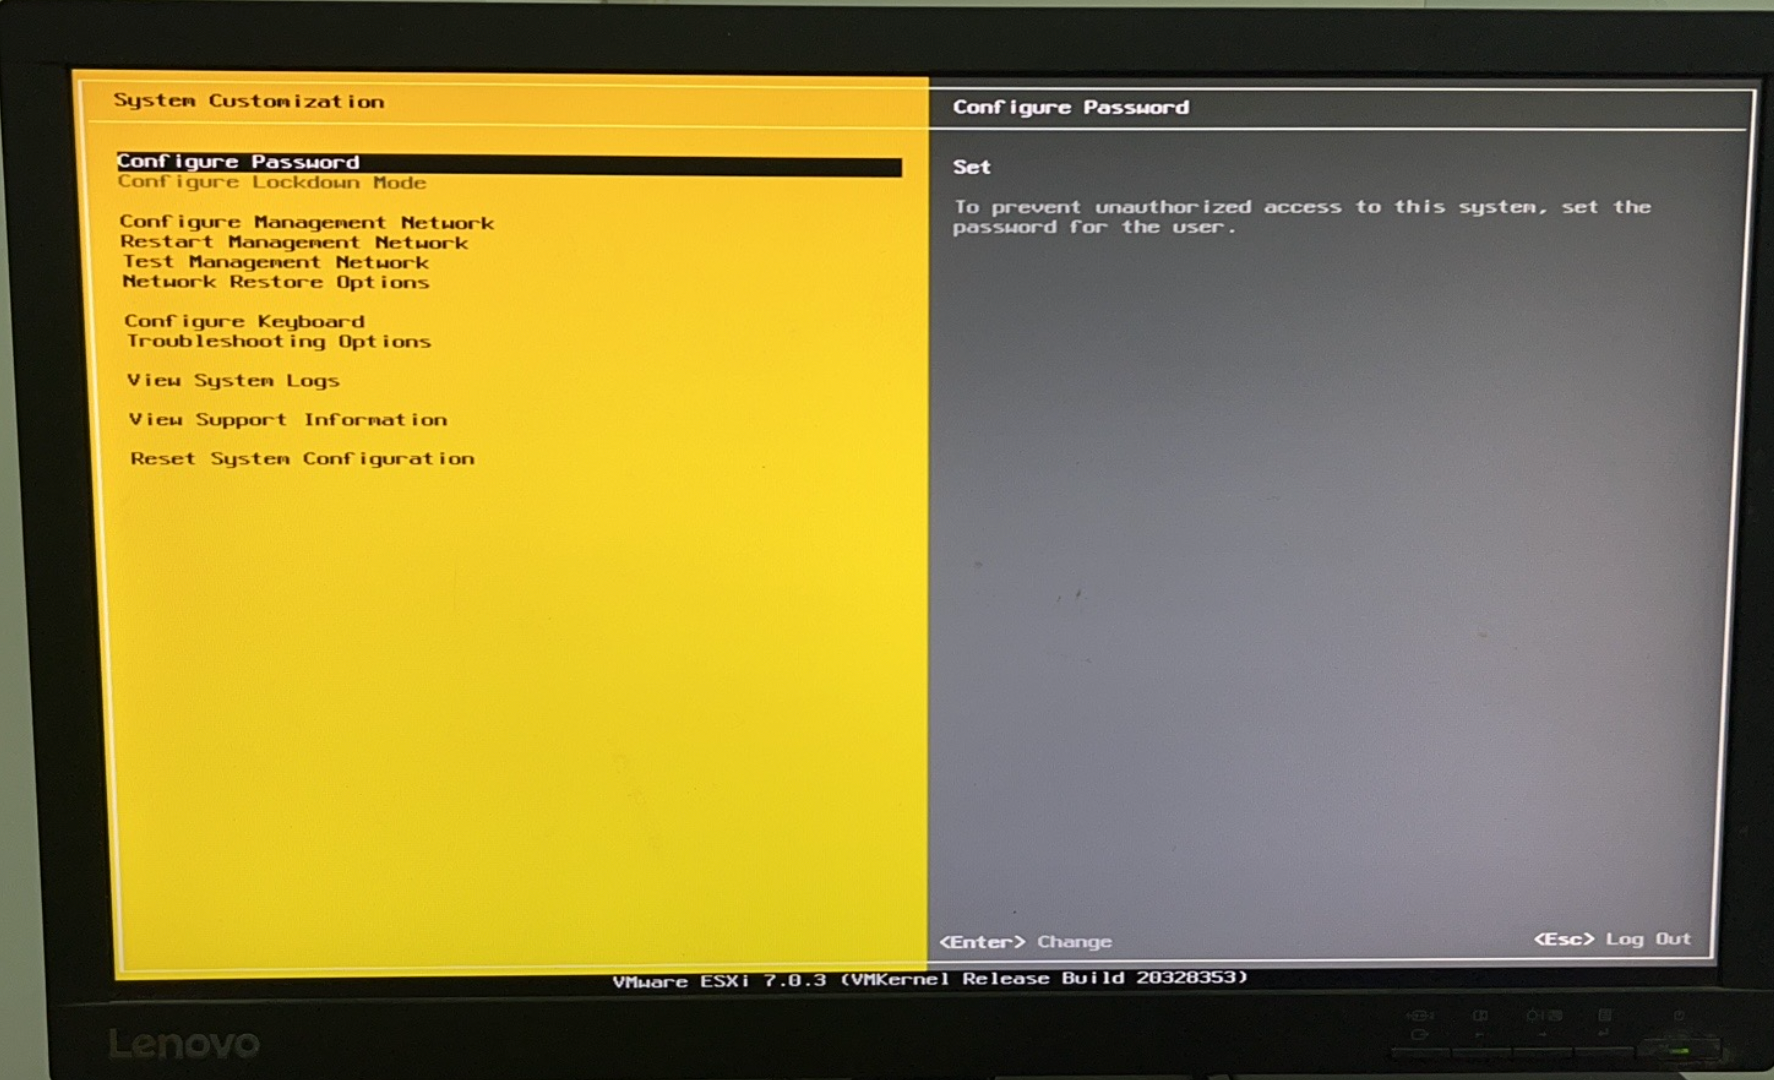 System Customization
Configure Password
Configure Lockdown Mode
Configure Management Network
Restart Management Network
Test Management Network
Network Restore Options
Configure Keyboard
Troubleshooting Options
View System Logs
View Support Information
Reset System Configuration
Configure Password
Set
To prevent unauthorized access to this system, set the
password for the user.
<Enter> Change
<Esc> Log Out
VMware ESXi 7.0.3 (VMKernel Release Build 20328353)
Lenovo